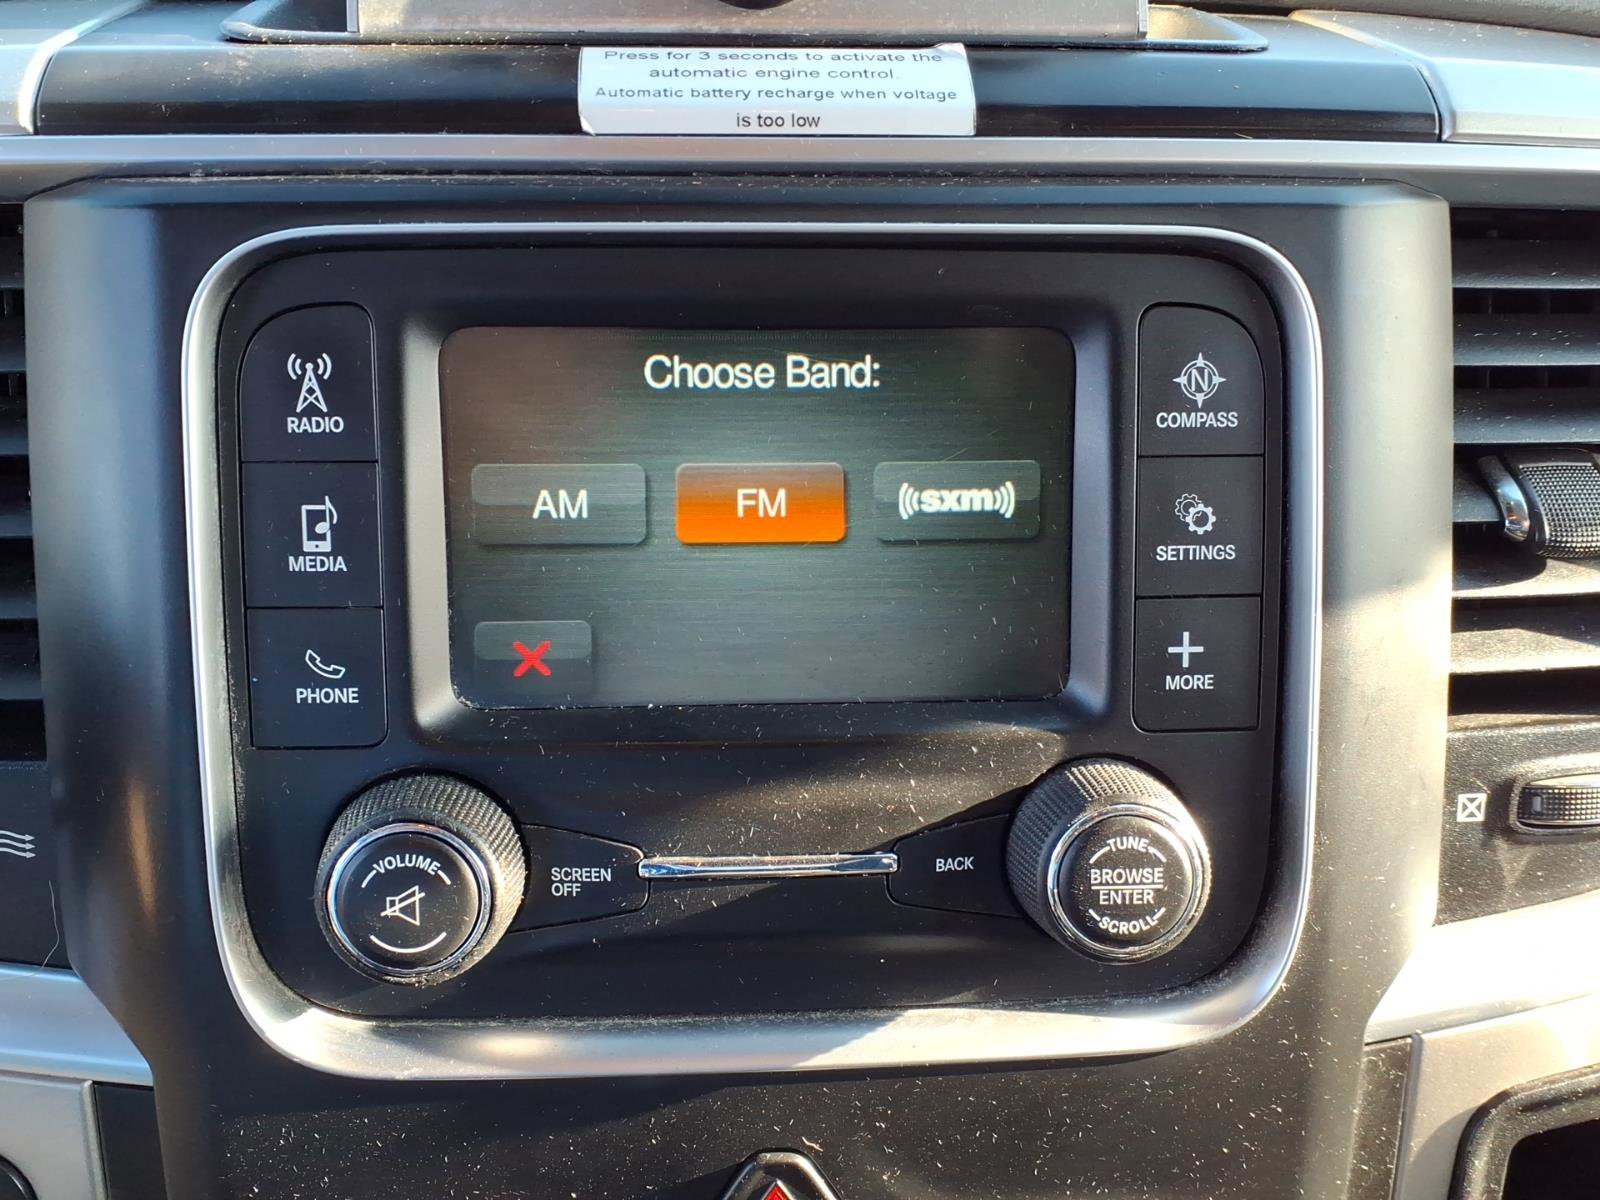 Press for 3 seconds to activate the
automatic engine control.
Automatic battery recharge when voltage
is too low
Choose Band:
AM
FM
((sxm))
RADIO
MEDIA
PHONE
N
COMPASS
SETTINGS
MORE
VOLUME
SCREEN
OFF
BACK
TUNE
BROWSE
ENTER
SCROLL